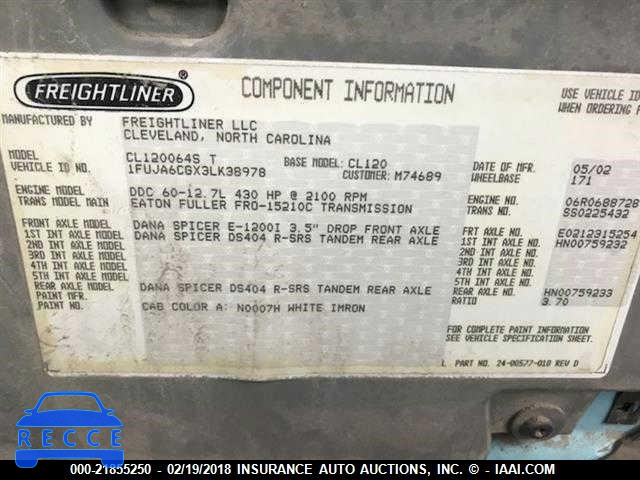 FREIGHTLINER®
COMPONENT INFORMATION
USE VEHICLE ID
WHEN ORDERING P
MANUFACTURED BY FREIGHTLINER LLC
CLEVELAND, NORTH CAROLINA
MODEL CL120064S T BASE MODEL: CL120 05/02
1FUJA6CGX3LK38978 CUSTOMER: M74689 WHEELBASE 171
ENGINE MODEL DDC 60-12.7L 430 HP @ 2100 RPM ENGINE NO. 06R0688728
TRANS MODEL MAIN EATON FULLER FRO-15210C TRANSMISSION TRANS NO. MAIN SS0225432
FRONT AXLE MODEL DANA SPICER E-1200I 3.5" DROP FRONT AXLE FRT AXLE NO. E0212315254
1ST INT AXLE MODEL DANA SPICER DS404 R-SRS TANDEM REAR AXLE 1ST INT AXLE NO. HN00759232
2ND INT AXLE MODEL 2ND INT AXLE NO.
3RD INT AXLE MODEL 3RD INT AXLE NO.
4TH INT AXLE MODEL 4TH INT AXLE NO.
5TH INT AXLE MODEL 5TH INT AXLE NO.
REAR AXLE MODEL DANA SPICER DS404 R-SRS TANDEM REAR AXLE REAR AXLE NO. HN00759233
PAINT MFR. RATIO 3.70
PAINT NO. CAB COLOR A: N0007H WHITE IMRON
FOR COMPLETE PAINT INFORMATION
SEE VEHICLE SPECIFICATION SHEET.
L PART NO. 24-00577-010 REV D
FREE
VIN CHECK
000-21855250 - 02/19/2018 INSURANCE AUTO AUCTIONS, INC. (C) - IAAI.COM